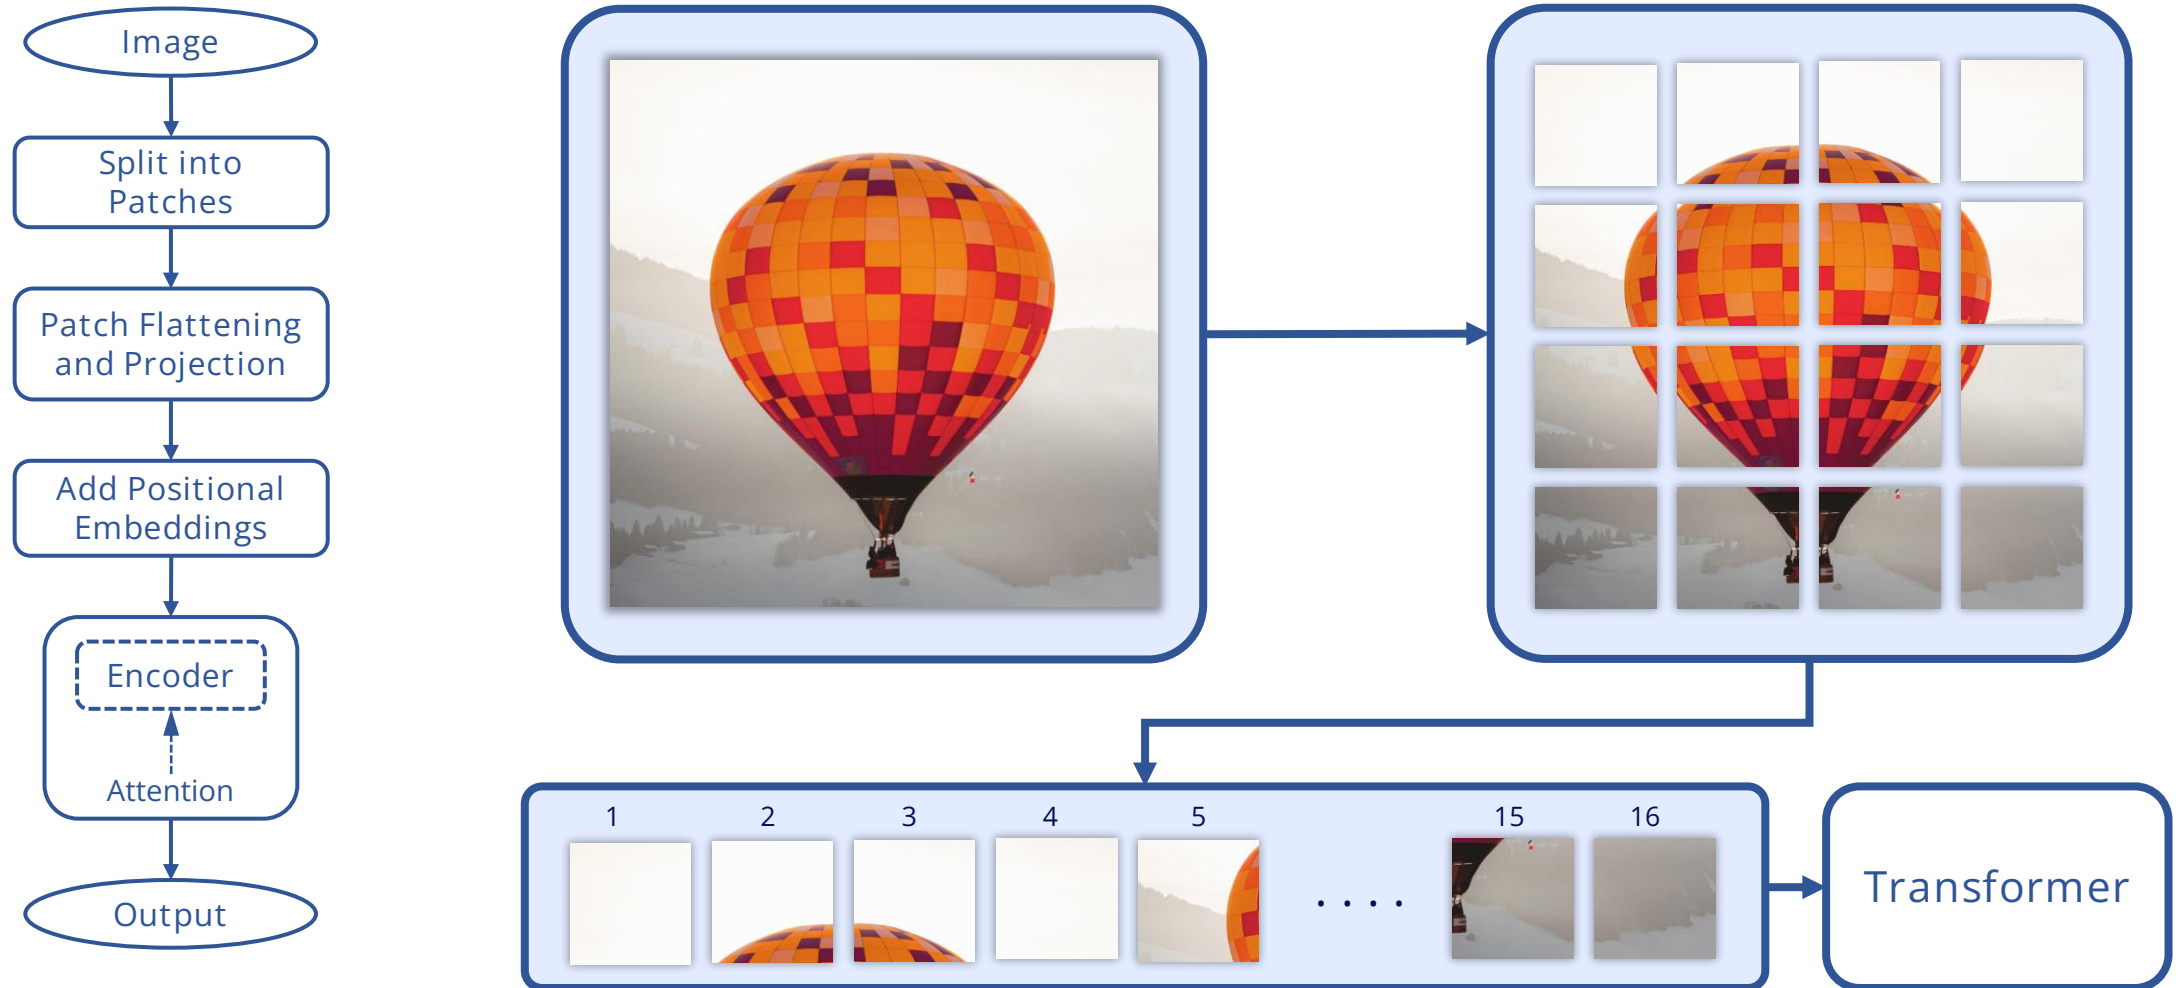 Image
Split into
Patches
Patch Flattening
and Projection
Add Positional
Embeddings
Encoder
Attention
Output
1 2 3 4 5 . . . . 15 16
Transformer